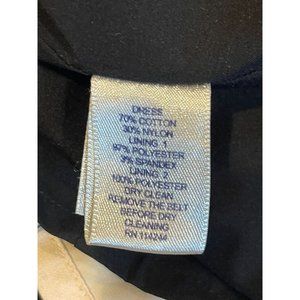 DRESS
70% COTTON
30% NYLON
LINING 1
97% POLYESTER
3% SPANDEX
LINING 2
100% POLYESTER
DRY CLEAN
REMOVE THE BELT
BEFORE DRY
CLEANING
RN 114244